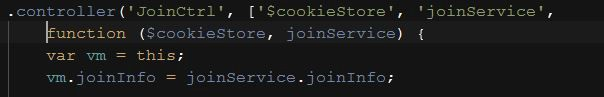 .controller('JoinCtrl', ['$cookieStore', 'joinService',
function ($cookieStore, joinService) {
var vm = this;
vm.joinInfo = joinService.joinInfo;